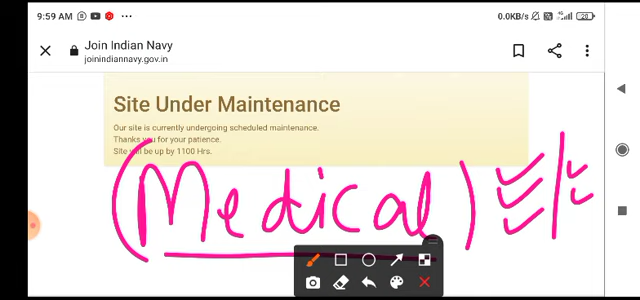 9:59 AM
0.0KB/s
20
Join Indian Navy
joinindiannavy.gov.in
Site Under Maintenance
Our site is currently undergoing scheduled maintenance.
Thanks you for your patience.
Site will be up by 1100 Hrs.
(Medical)